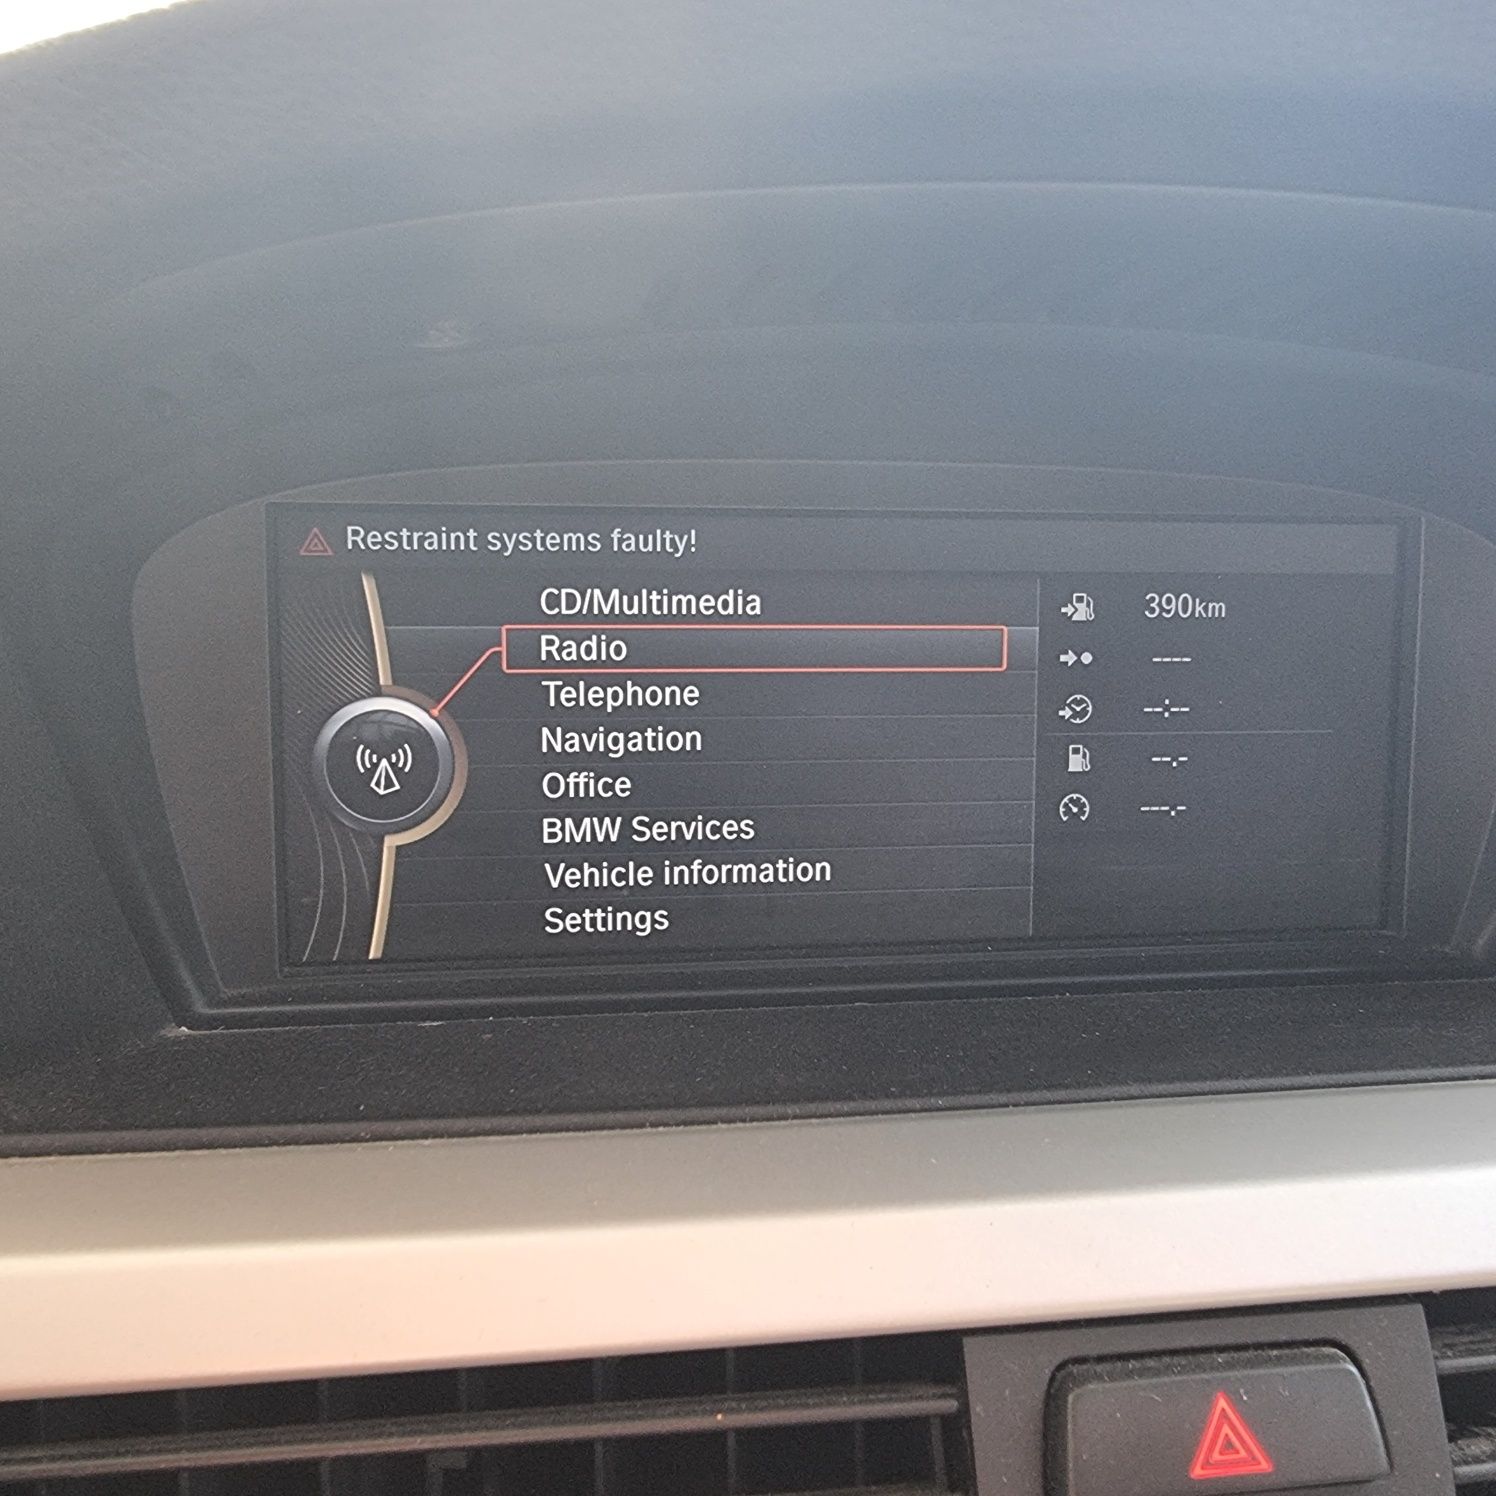 Restraint systems faulty!
CD/Multimedia
Radio
Telephone
Navigation
Office
BMW Services
Vehicle information
Settings
390km
----
--:--
--.-
---.-